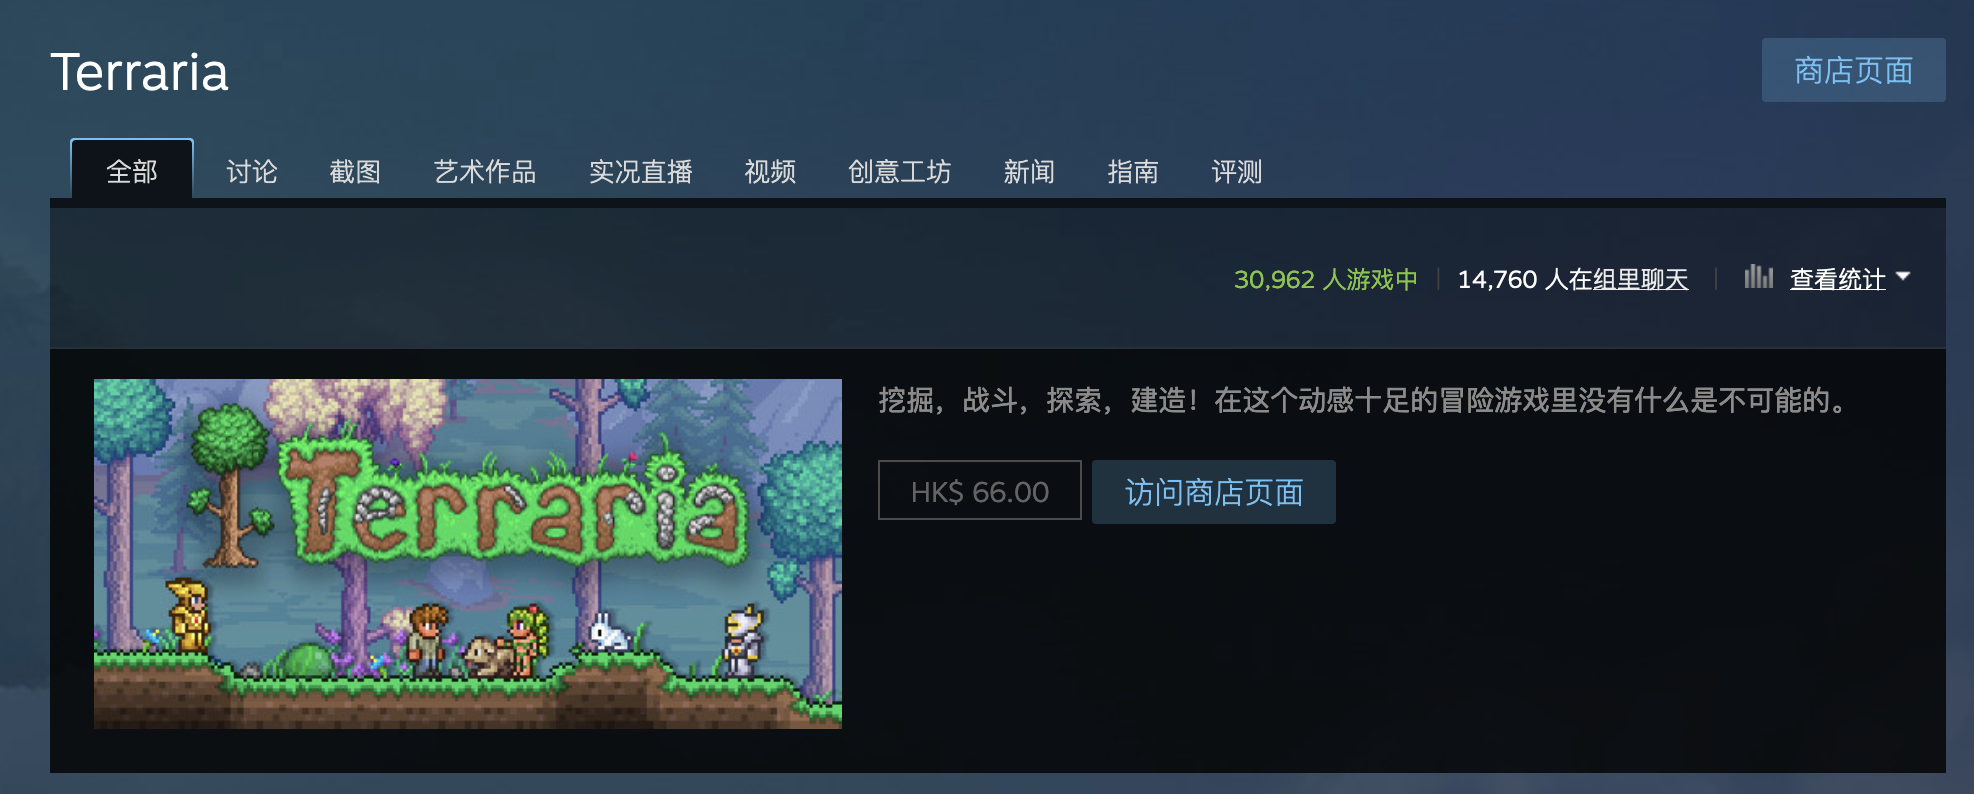 Terraria
商店页面
全部 讨论 截图 艺术作品 实况直播 视频 创意工坊 新闻 指南 评测
30,962 人游戏中 14,760 人在组里聊天 查看统计
Terraria
挖掘，战斗，探索，建造！在这个动感十足的冒险游戏里没有什么是不可能的。
HK$ 66.00 访问商店页面